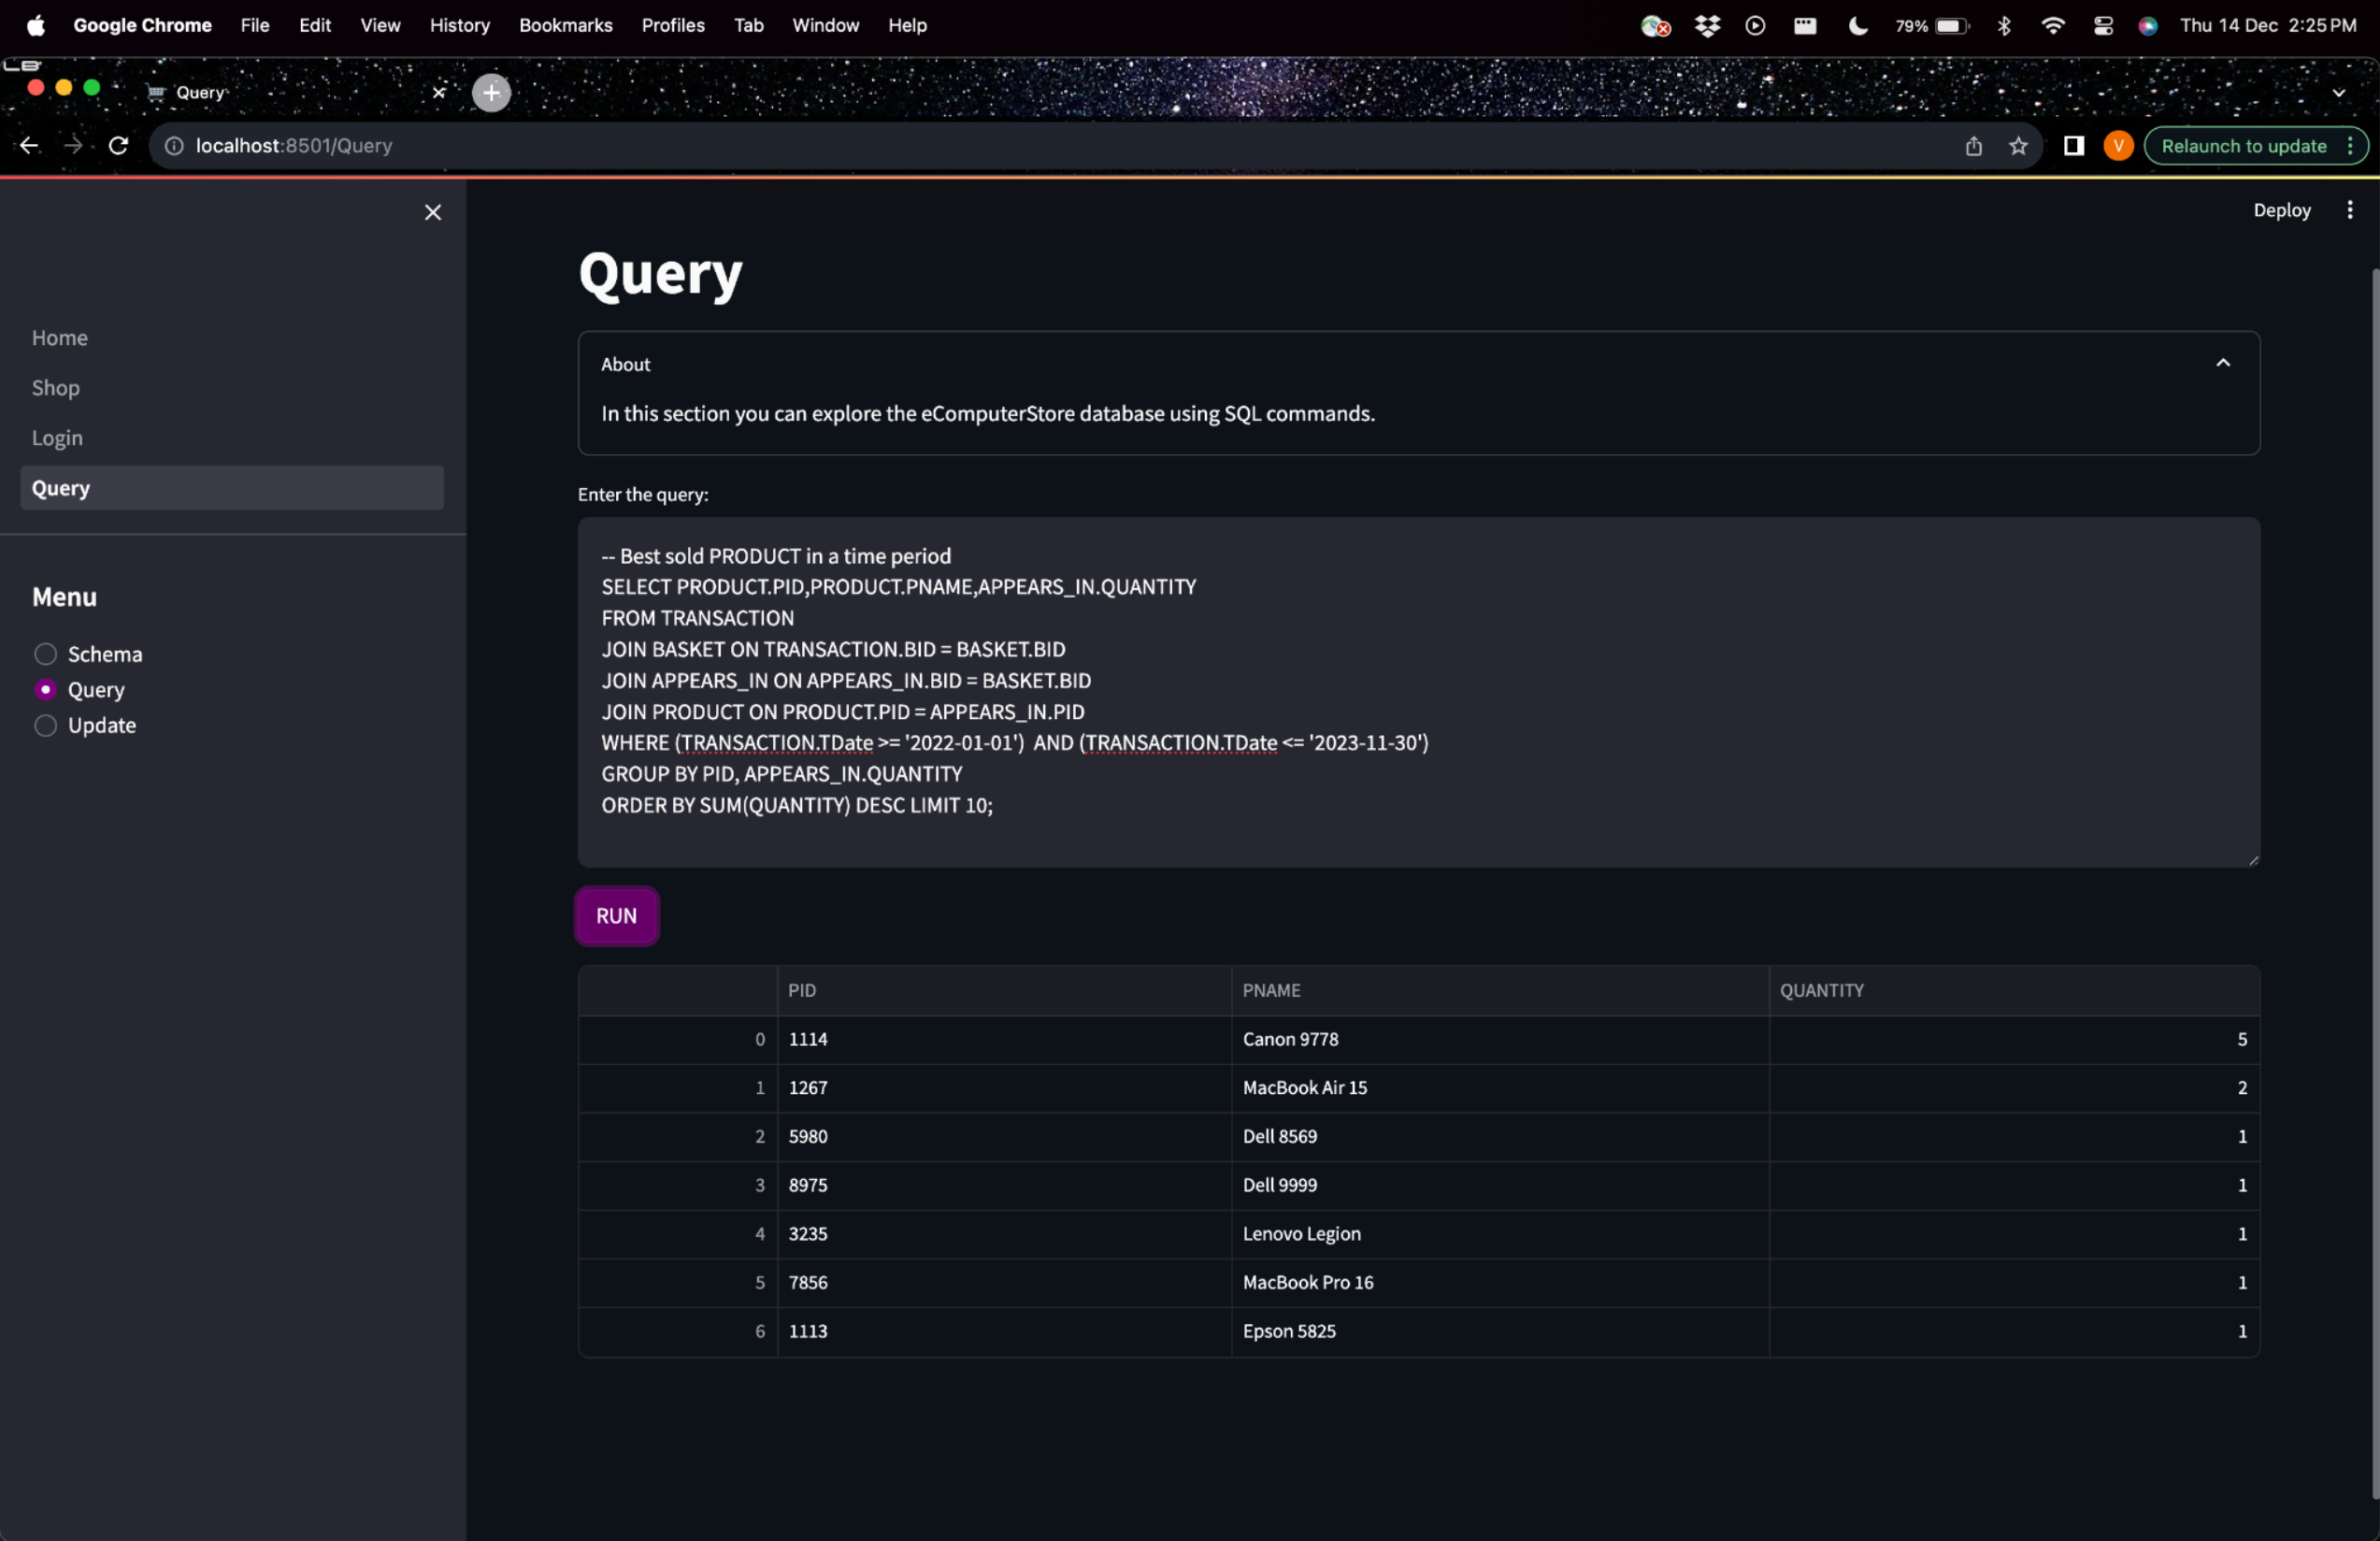 Google Chrome File Edit View History Bookmarks Profiles Tab Window Help 79% Thu 14 Dec 2:25 PM
Query
localhost:8501/Query V Relaunch to update
Deploy
Home
Shop
Login
Query
Menu
Schema
Query
Update
Query
About
In this section you can explore the eComputerStore database using SQL commands.
Enter the query:
-- Best sold PRODUCT in a time period
SELECT PRODUCT.PID,PRODUCT.PNAME,APPEARS_IN.QUANTITY
FROM TRANSACTION
JOIN BASKET ON TRANSACTION.BID = BASKET.BID
JOIN APPEARS_IN ON APPEARS_IN.BID = BASKET.BID
JOIN PRODUCT ON PRODUCT.PID = APPEARS_IN.PID
WHERE (TRANSACTION.TDate >= '2022-01-01') AND (TRANSACTION.TDate <= '2023-11-30')
GROUP BY PID, APPEARS_IN.QUANTITY
ORDER BY SUM(QUANTITY) DESC LIMIT 10;
RUN
PID PNAME QUANTITY
0 1114 Canon 9778 5
1 1267 MacBook Air 15 2
2 5980 Dell 8569 1
3 8975 Dell 9999 1
4 3235 Lenovo Legion 1
5 7856 MacBook Pro 16 1
6 1113 Epson 5825 1